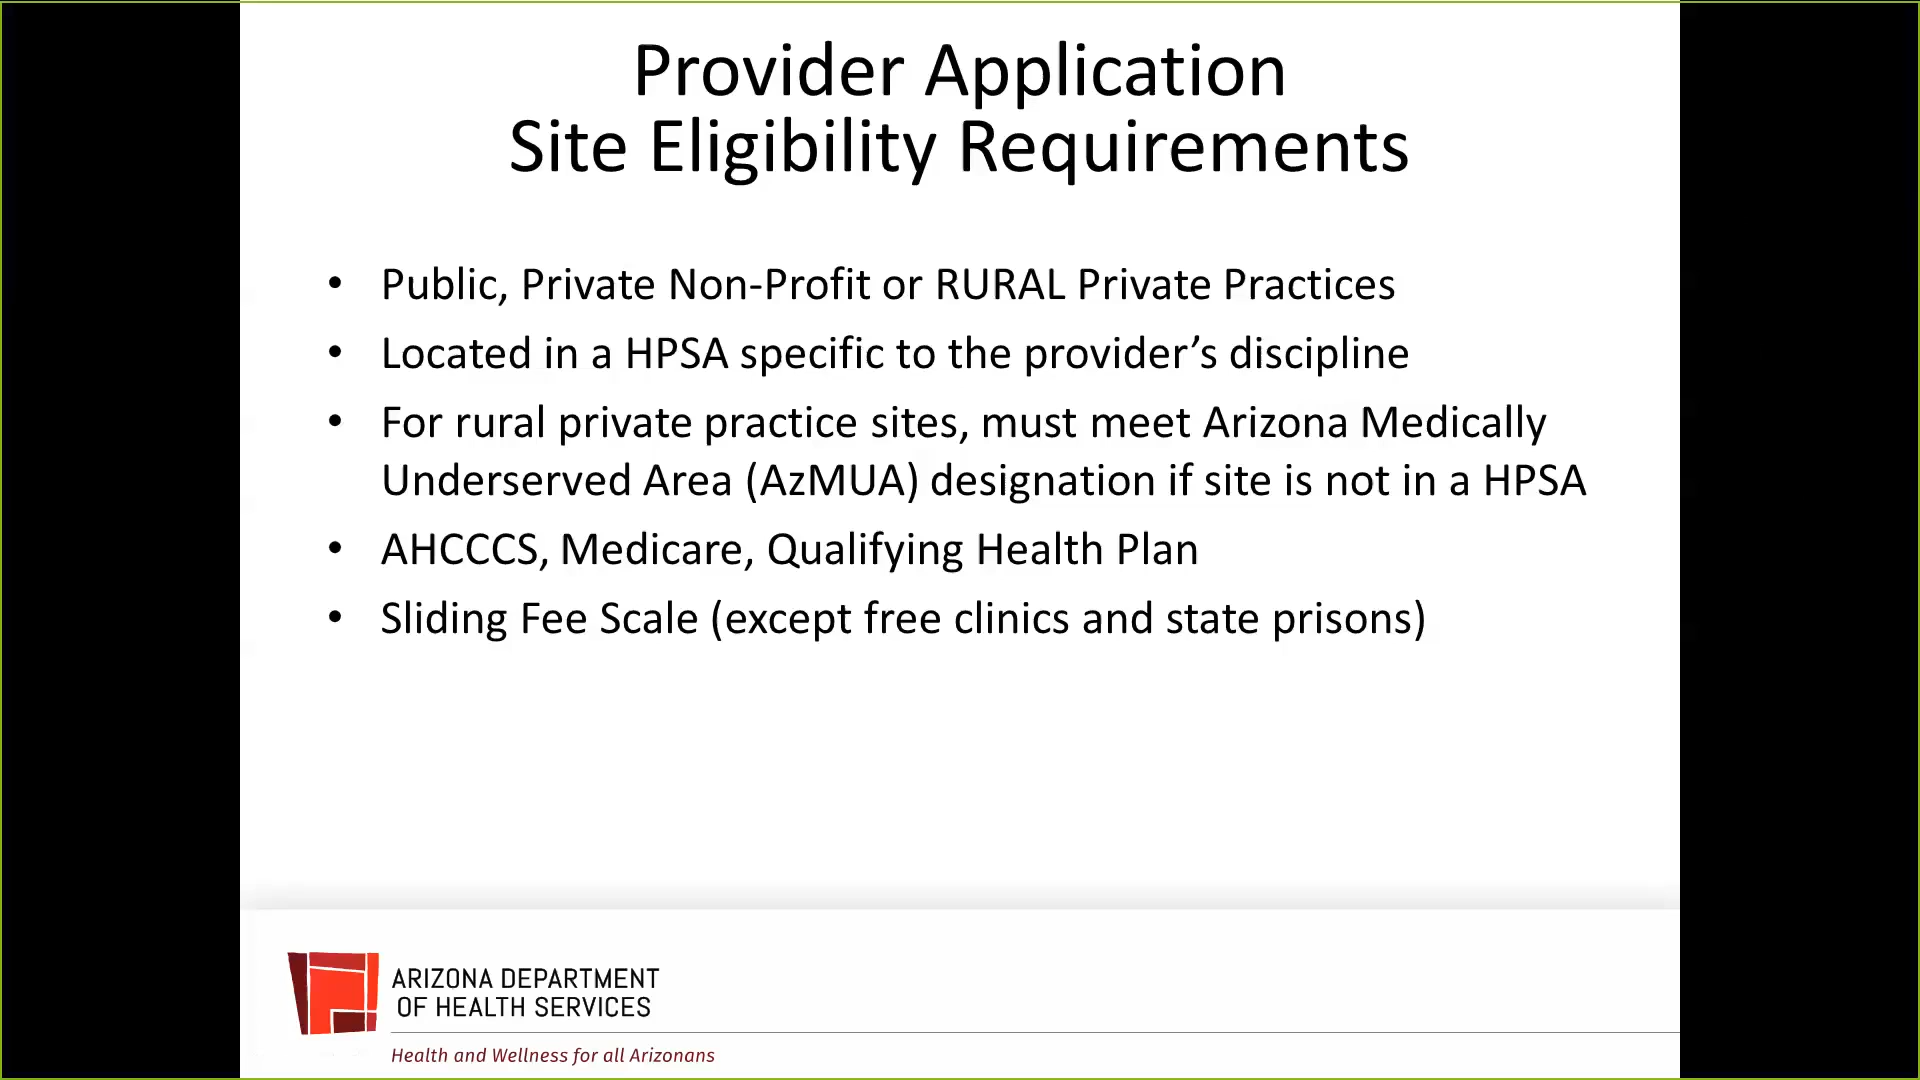 Provider Application
Site Eligibility Requirements
• Public, Private Non-Profit or RURAL Private Practices
• Located in a HPSA specific to the provider’s discipline
• For rural private practice sites, must meet Arizona Medically
Underserved Area (AzMUA) designation if site is not in a HPSA
• AHCCCS, Medicare, Qualifying Health Plan
• Sliding Fee Scale (except free clinics and state prisons)
ARIZONA DEPARTMENT
OF HEALTH SERVICES
Health and Wellness for all Arizonans